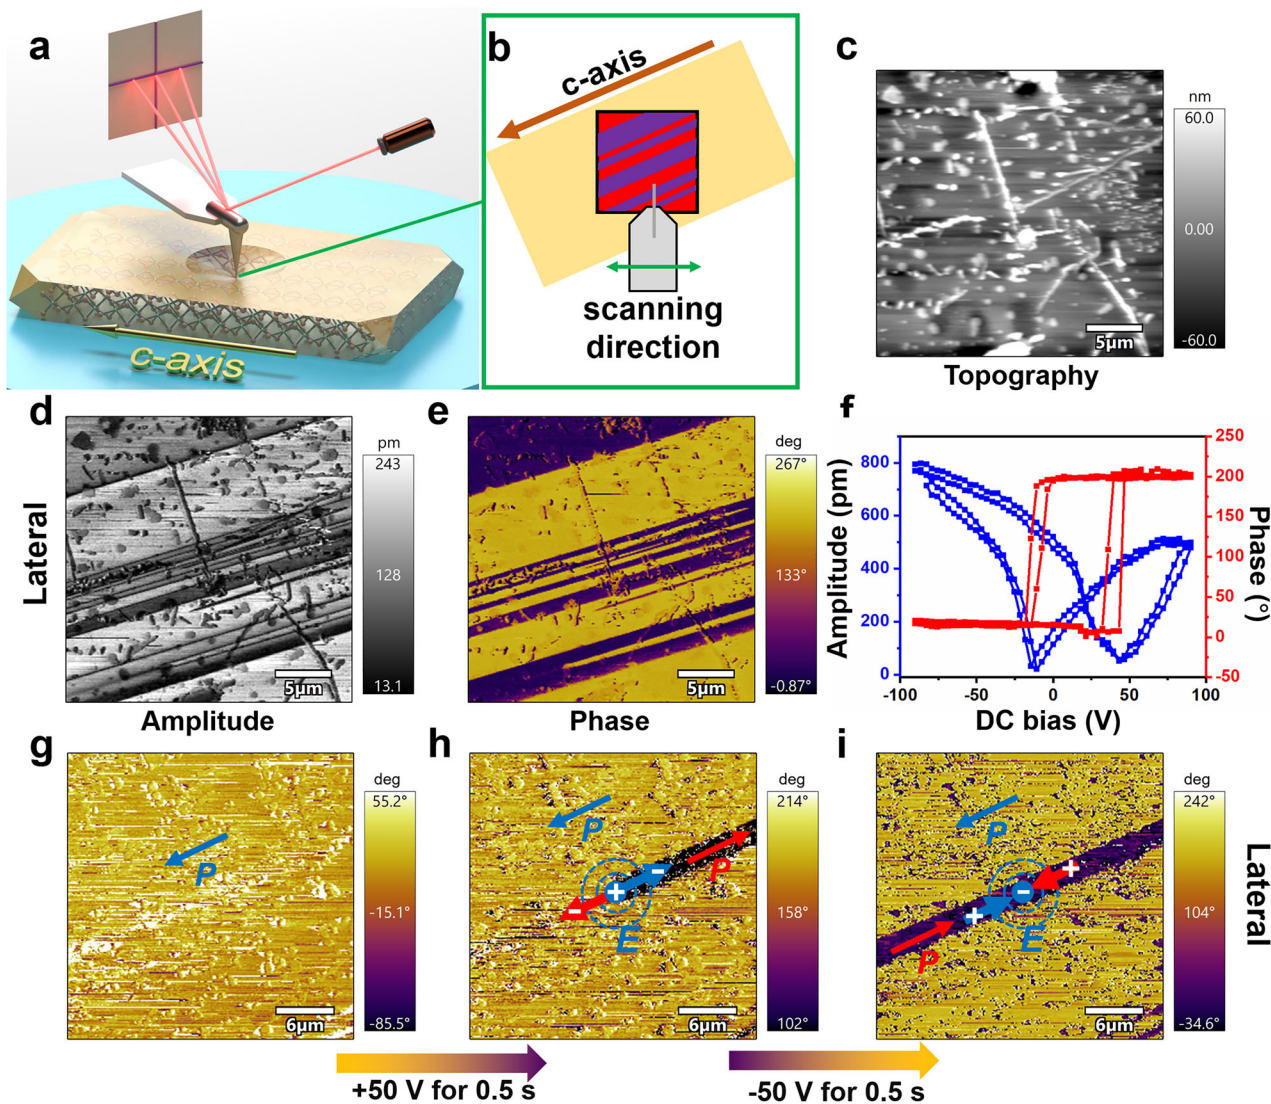 a
c-axis
b
c-axis
scanning
direction
c
nm
60.0
0.00
-60.0
5μm
Topography
d
Lateral
pm
243
128
13.1
5μm
Amplitude
e
deg
267°
133°
-0.87°
5μm
Phase
f
Amplitude (pm)
800
600
400
200
0
-100
-50
0
50
100
DC bias (V)
250
200
150
100
50
0
-50
Phase (°)
g
P
deg
55.2°
-15.1°
-85.5°
6μm
h
P
P
+
-
-
E
deg
214°
158°
102°
6μm
i
P
P
-
+
+
E
deg
242°
104°
-34.6°
6μm
Lateral
+50 V for 0.5 s
-50 V for 0.5 s